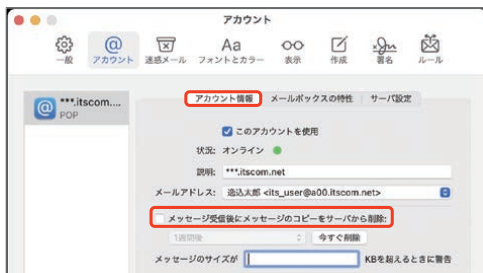 アカウント
一般 アカウント 迷惑メール フォントとカラー 表示 作成 署名 ルール
Aa
***.itscom....
POP
アカウント情報 メールボックスの特性 サーバ設定
このアカウントを使用
状況: オンライン
説明: ***.itscom.net
メールアドレス: 造込太郎 <its_user@a00.itscom.net>
メッセージ受信後にメッセージのコピーをサーバから削除:
1週間後 今すぐ削除
メッセージのサイズが KBを超えるときに警告